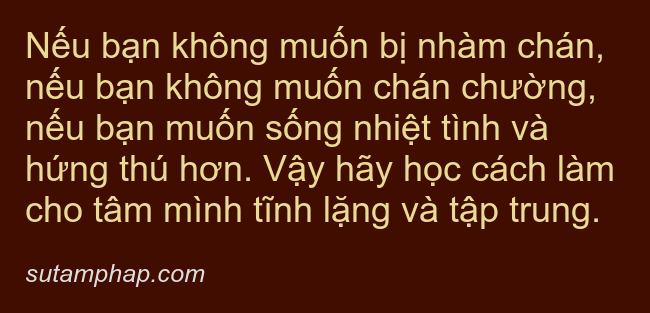 Nếu bạn không muốn bị nhàm chán,
nếu bạn không muốn chán chường,
nếu bạn muốn sống nhiệt tình và
hứng thú hơn. Vậy hãy học cách làm
cho tâm mình tĩnh lặng và tập trung.
sutamphap.com